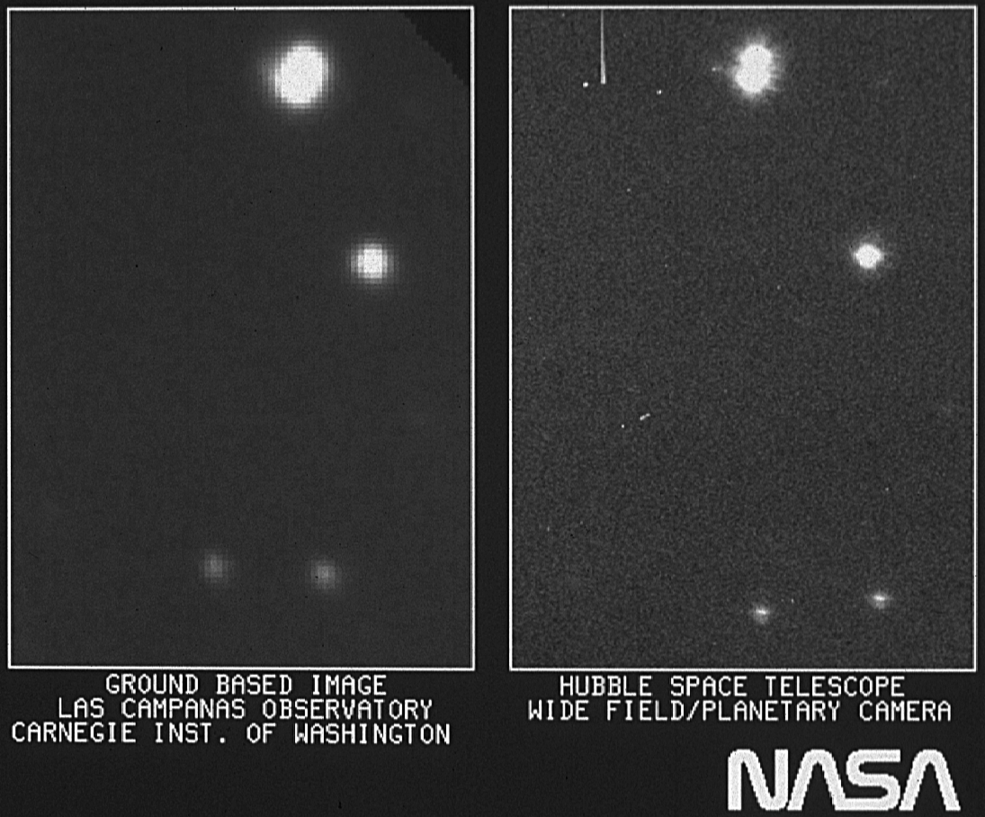 GROUND BASED IMAGE
LAS CAMPANAS OBSERVATORY
CARNEGIE INST. OF WASHINGTON
HUBBLE SPACE TELESCOPE
WIDE FIELD/PLANETARY CAMERA
NASA